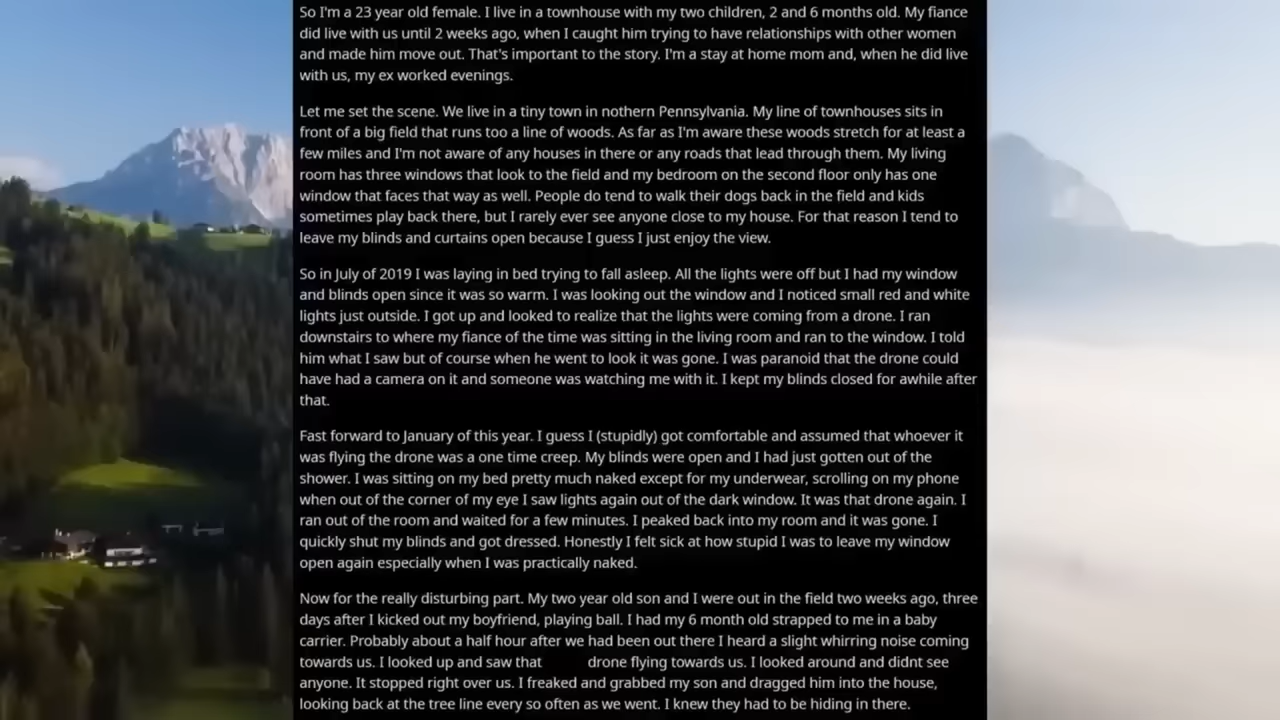 So I'm a 23 year old female. I live in a townhouse with my two children, 2 and 6 months old. My fiance
did live with us until 2 weeks ago, when I caught him trying to have relationships with other women
and made him move out. That's important to the story. I'm a stay at home mom and, when he did live
with us, my ex worked evenings.
Let me set the scene. We live in a tiny town in nothern Pennsylvania. My line of townhouses sits in
front of a big field that runs too a line of woods. As far as I'm aware these woods stretch for at least a
few miles and I'm not aware of any houses in there or any roads that lead through them. My living
room has three windows that look to the field and my bedroom on the second floor only has one
window that faces that way as well. People do tend to walk their dogs back in the field and kids
sometimes play back there, but I rarely ever see anyone close to my house. For that reason I tend to
leave my blinds and curtains open because I guess I just enjoy the view.
So in July of 2019 I was laying in bed trying to fall asleep. All the lights were off but I had my window
and blinds open since it was so warm. I was looking out the window and I noticed small red and white
lights just outside. I got up and looked to realize that the lights were coming from a drone. I ran
downstairs to where my fiance of the time was sitting in the living room and ran to the window. I told
him what I saw but of course when he went to look it was gone. I was paranoid that the drone could
have had a camera on it and someone was watching me with it. I kept my blinds closed for awhile after
that.
Fast forward to January of this year. I guess I (stupidly) got comfortable and assumed that whoever it
was flying the drone was a one time creep. My blinds were open and I had just gotten out of the
shower. I was sitting on my bed pretty much naked except for my underwear, scrolling on my phone
when out of the corner of my eye I saw lights again out of the dark window. It was that drone again. I
ran out of the room and waited for a few minutes. I peaked back into my room and it was gone. I
quickly shut my blinds and got dressed. Honestly I felt sick at how stupid I was to leave my window
open again especially when I was practically naked.
Now for the really disturbing part. My two year old son and I were out in the field two weeks ago, three
days after I kicked out my boyfriend, playing ball. I had my 6 month old strapped to me in a baby
carrier. Probably about a half hour after we had been out there I heard a slight whirring noise coming
towards us. I looked up and saw that drone flying towards us. I looked around and didnt see
anyone. It stopped right over us. I freaked and grabbed my son and dragged him into the house,
looking back at the tree line every so often as we went. I knew they had to be hiding in there.